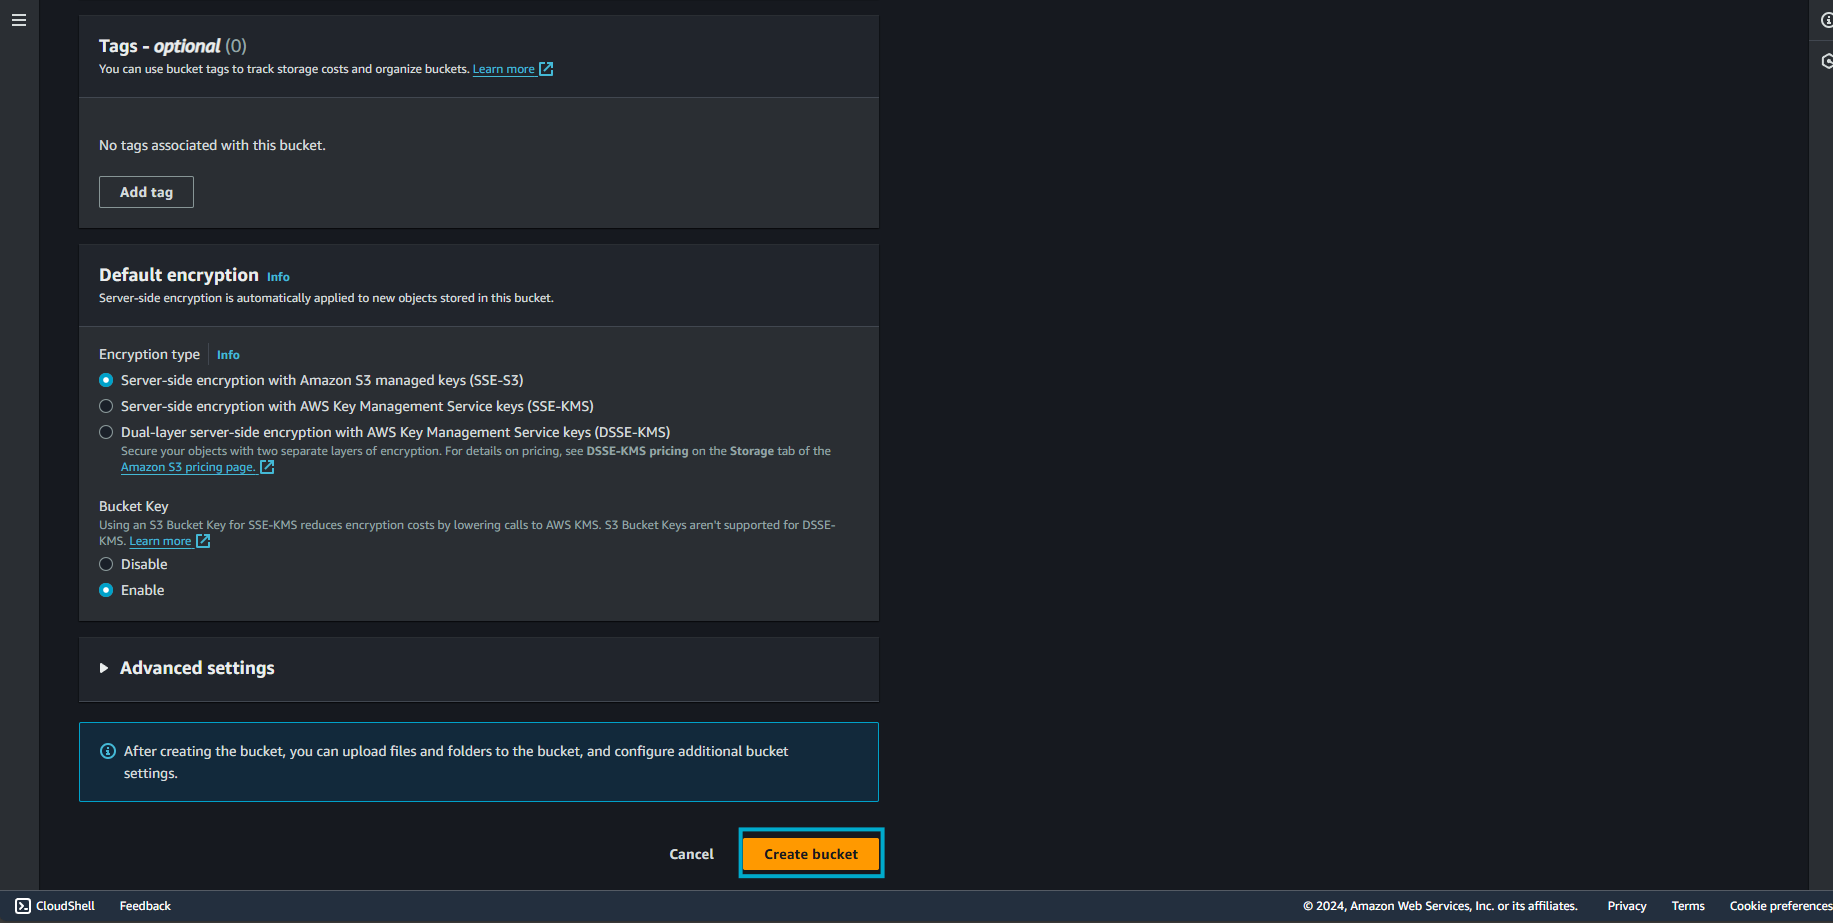 Tags - optional (0)
You can use bucket tags to track storage costs and organize buckets. Learn more
No tags associated with this bucket.
Add tag
Default encryption Info
Server-side encryption is automatically applied to new objects stored in this bucket.
Encryption type Info
Server-side encryption with Amazon S3 managed keys (SSE-S3)
Server-side encryption with AWS Key Management Service keys (SSE-KMS)
Dual-layer server-side encryption with AWS Key Management Service keys (DSSE-KMS)
Secure your objects with two separate layers of encryption. For details on pricing, see DSSE-KMS pricing on the Storage tab of the
Amazon S3 pricing page.
Bucket Key
Using an S3 Bucket Key for SSE-KMS reduces encryption costs by lowering calls to AWS KMS. S3 Bucket Keys aren't supported for DSSE-
KMS. Learn more
Disable
Enable
Advanced settings
After creating the bucket, you can upload files and folders to the bucket, and configure additional bucket
settings.
Cancel Create bucket
CloudShell Feedback © 2024, Amazon Web Services, Inc. or its affiliates. Privacy Terms Cookie preferences